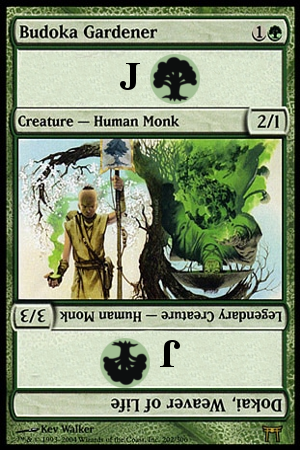 Budoka Gardener 1
J
Creature — Human Monk 2/1
Legendary Creature — Human Monk 3/3
J
Dokai, Weaver of Life
Kev Walker
™ & © 1993–2004 Wizards of the Coast, Inc. 202/306